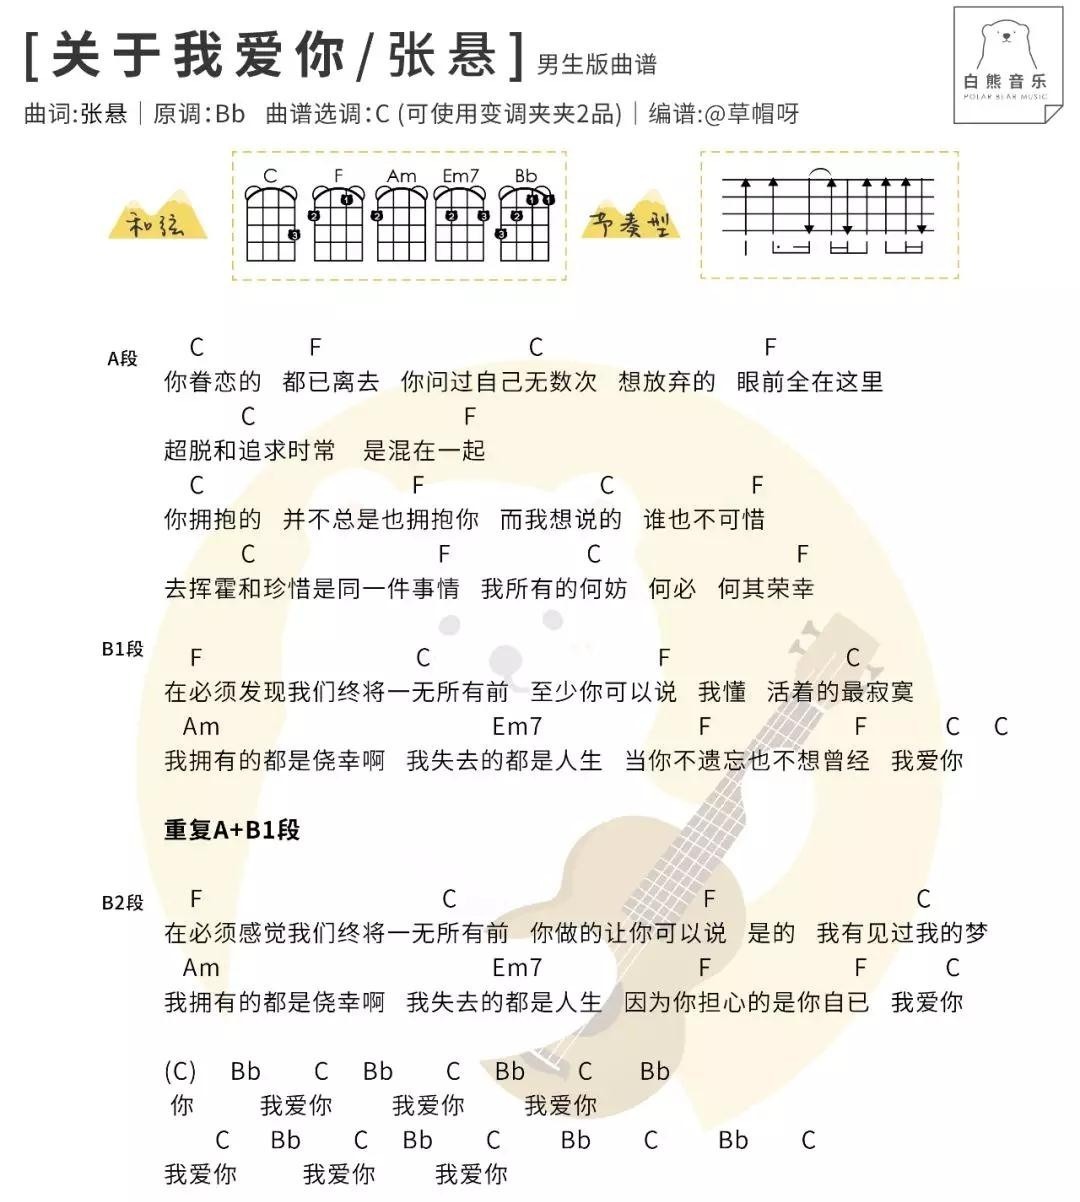 [关于我爱你/张悬] 男生版曲谱
白熊音乐
POLAR BEAR MUSIC
曲词:张悬｜原调:Bb 曲谱选调:C (可使用变调夹夹2品)｜编谱:@草帽呀
和弦
C F Am Em7 Bb
1 1 1
2 2 2 2 2
3 3
节奏型
A段
C F C F
你眷恋的 都已离去 你问过自己无数次 想放弃的 眼前全在这里
C F
超脱和追求时常 是混在一起
C F C F
你拥抱的 并不总是也拥抱你 而我想说的 谁也不可惜
C F C F
去挥霍和珍惜是同一件事情 我所有的何妨 何必 何其荣幸
B1段
F C F C
在必须发现我们终将一无所有前 至少你可以说 我懂 活着的最寂寞
Am Em7 F F C C
我拥有的都是侥幸啊 我失去的都是人生 当你不遗忘也不想曾经 我爱你
重复A+B1段
B2段
F C F C
在必须感觉我们终将一无所有前 你做的让你可以说 是的 我有见过我的梦
Am Em7 F F C
我拥有的都是侥幸啊 我失去的都是人生 因为你担心的是你自已 我爱你
(C) Bb C Bb C Bb C Bb
你 我爱你 我爱你 我爱你
C Bb C Bb C Bb C Bb C
我爱你 我爱你 我爱你